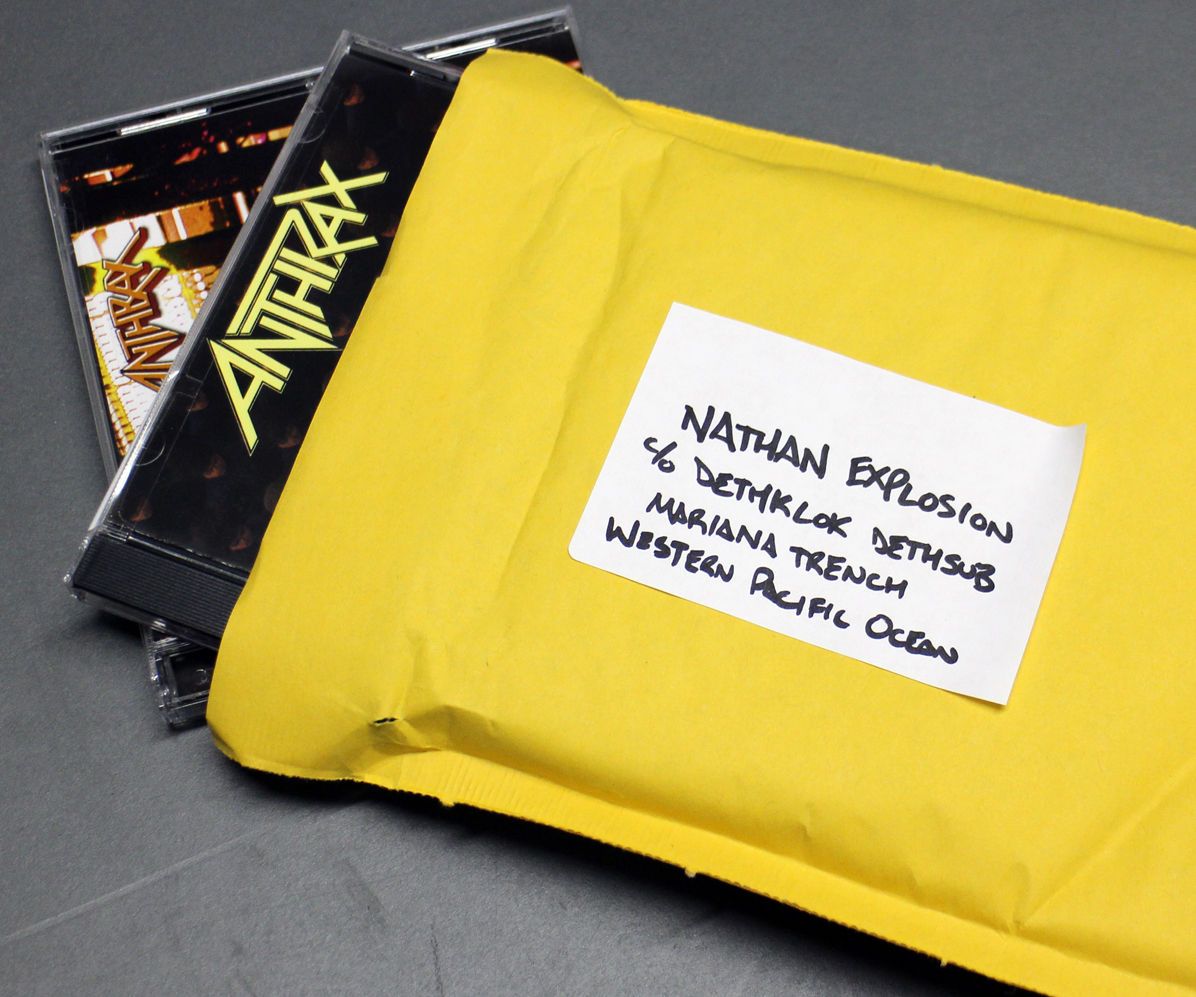 ANTHRAX
ANTHRAX
NATHAN EXPLOSION
c/o DETHKLOK DETHSUB
MARIANA TRENCH
WESTERN PACIFIC OCEAN